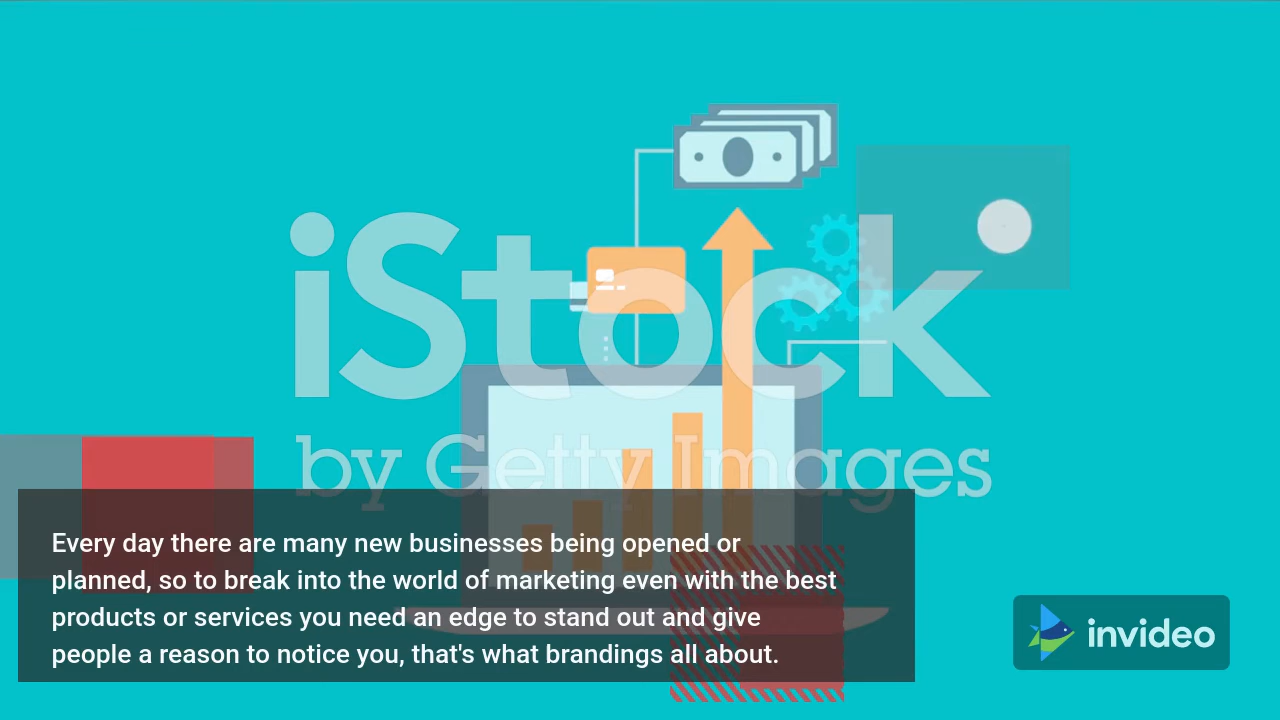 iStock
by Getty Images
Every day there are many new businesses being opened or
planned, so to break into the world of marketing even with the best
products or services you need an edge to stand out and give
people a reason to notice you, that's what brandings all about.
invideo